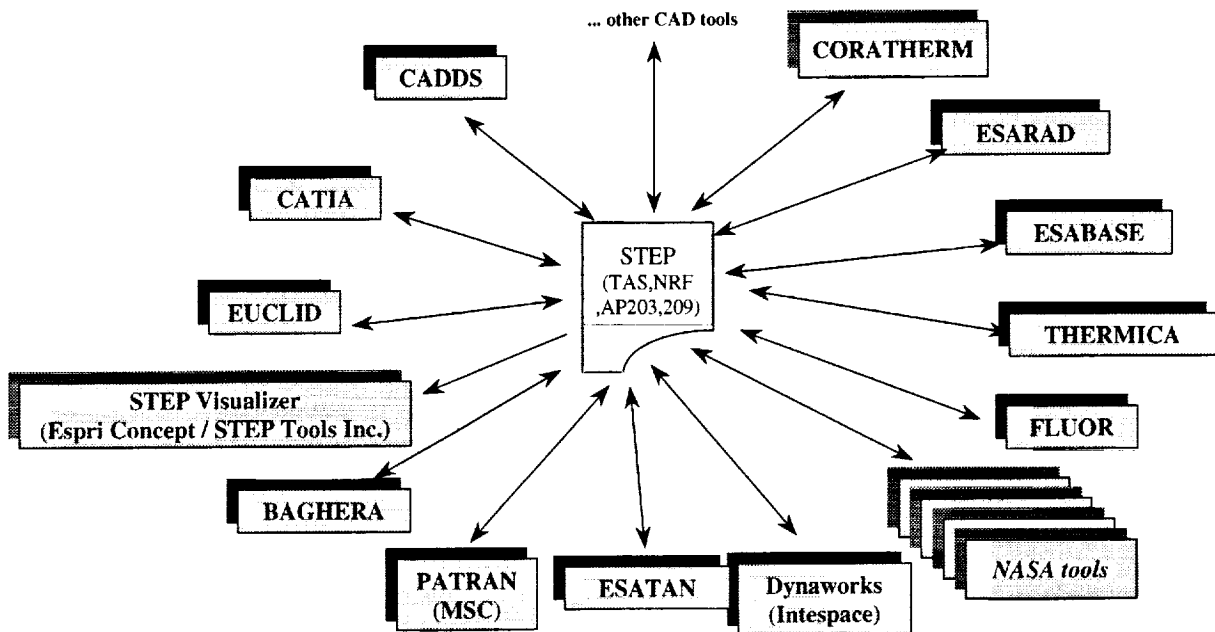 ... other CAD tools
CORATHERM
CADDS
ESARAD
CATIA
ESABASE
STEP
(TAS,NRF
,AP203,209)
EUCLID
THERMICA
STEP Visualizer
(Espri Concept / STEP Tools Inc.)
FLUOR
BAGHERA
NASA tools
PATRAN
(MSC)
ESATAN
Dynaworks
(Intespace)